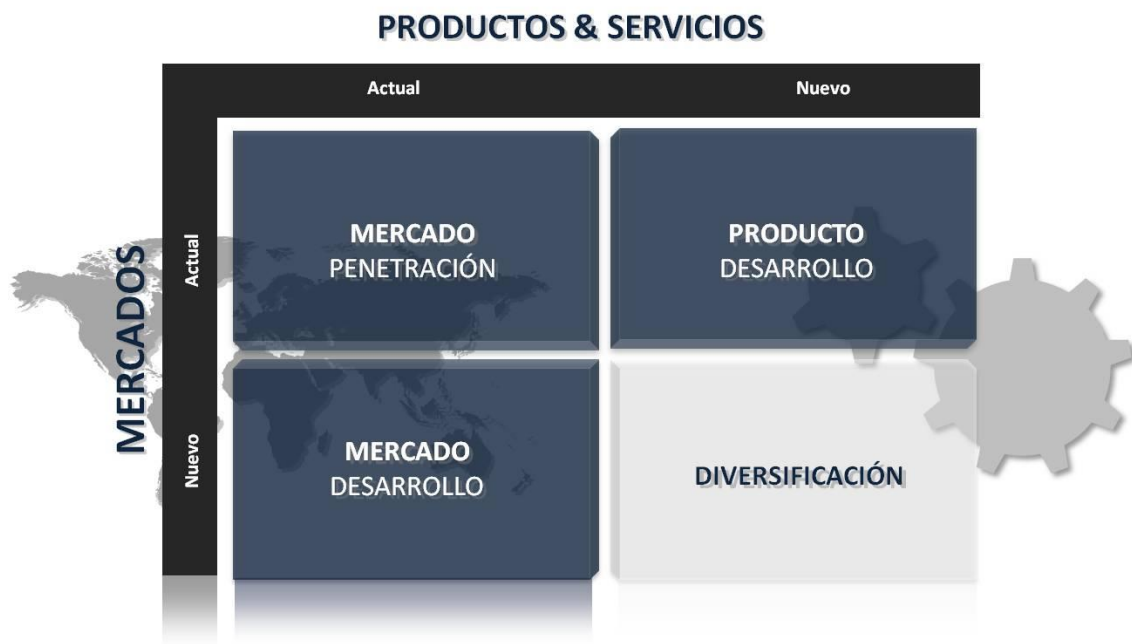 PRODUCTOS & SERVICIOS
Actual
Nuevo
MERCADOS
Actual
MERCADO
PENETRACIÓN
PRODUCTO
DESARROLLO
Nuevo
MERCADO
DESARROLLO
DIVERSIFICACIÓN